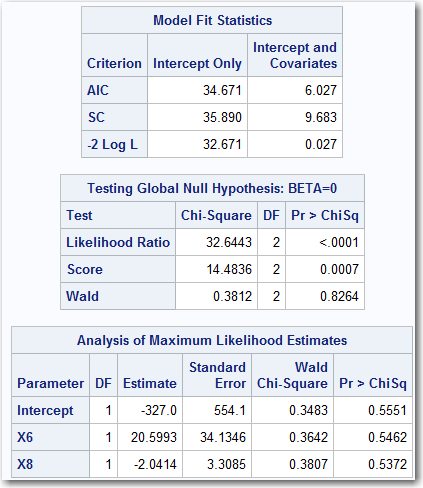 Model Fit Statistics
Criterion Intercept Only Intercept and Covariates
AIC 34.671 6.027
SC 35.890 9.683
-2 Log L 32.671 0.027
Testing Global Null Hypothesis: BETA=0
Test Chi-Square DF Pr > ChiSq
Likelihood Ratio 32.6443 2 <.0001
Score 14.4836 2 0.0007
Wald 0.3812 2 0.8264
Analysis of Maximum Likelihood Estimates
Parameter DF Estimate Standard Error Wald Chi-Square Pr > ChiSq
Intercept 1 -327.0 554.1 0.3483 0.5551
X6 1 20.5993 34.1346 0.3642 0.5462
X8 1 -2.0414 3.3085 0.3807 0.5372